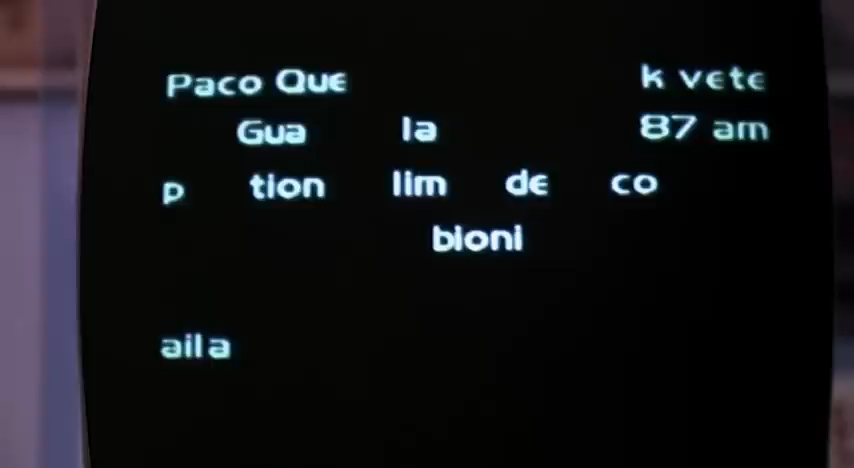 Paco Que k vete
Gua la 87 am
p tion lim de co
bioni
aila